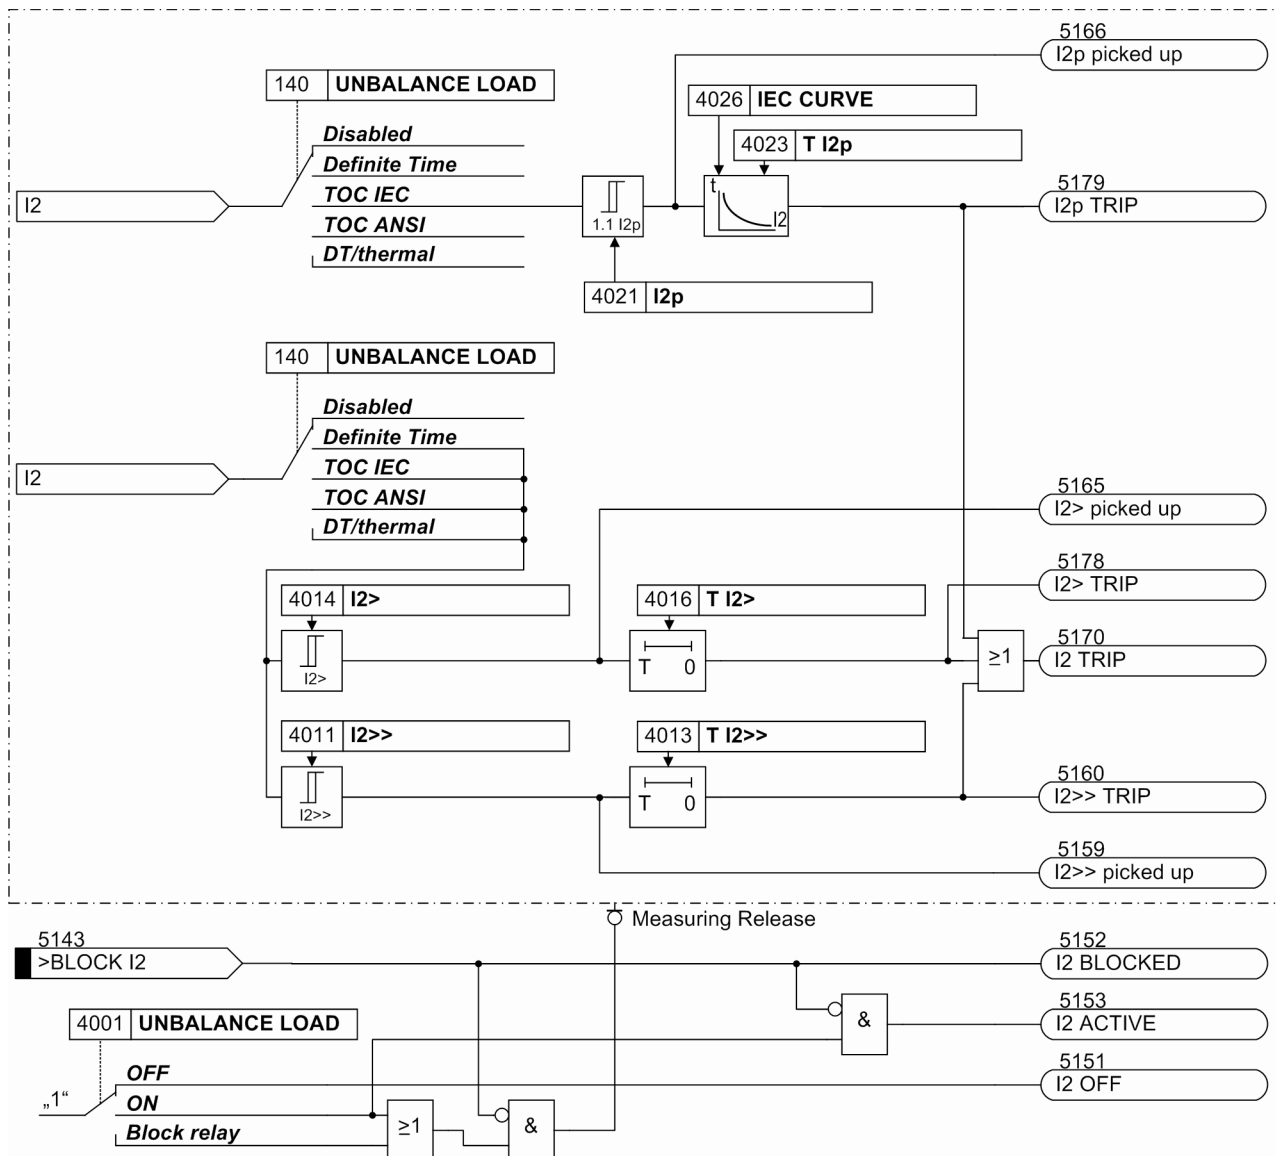 5166
I2p picked up
140 UNBALANCE LOAD
4026 IEC CURVE
Disabled
4023 T I2p
Definite Time
t
5179
I2
TOC IEC
1.1 I2p
I2
I2p TRIP
TOC ANSI
DT/thermal
4021 I2p
140 UNBALANCE LOAD
Disabled
Definite Time
I2
TOC IEC
TOC ANSI
5165
I2> picked up
DT/thermal
5178
I2> TRIP
4014 I2>
4016 T I2>
5170
I2>
T 0
≥1
I2 TRIP
4011 I2>>
4013 T I2>>
5160
I2>>
T 0
I2>> TRIP
5159
I2>> picked up
Measuring Release
5143
>BLOCK I2
5152
I2 BLOCKED
4001 UNBALANCE LOAD
&
5153
I2 ACTIVE
OFF
5151
I2 OFF
„1“
ON
Block relay
≥1
&